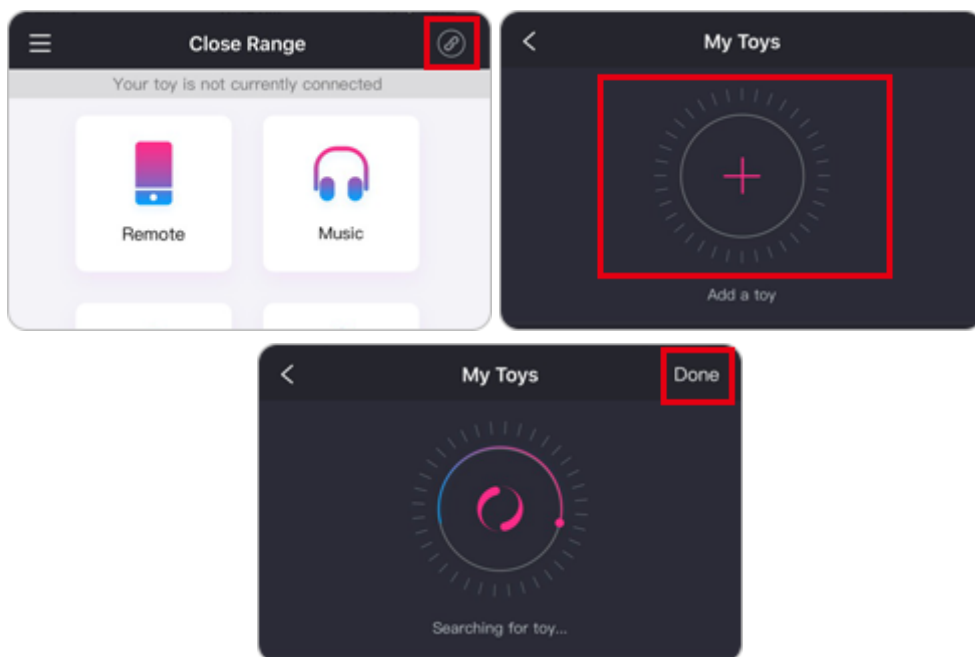 Close Range
Your toy is not currently connected
Remote
Music
My Toys
Add a toy
My Toys
Done
Searching for toy...